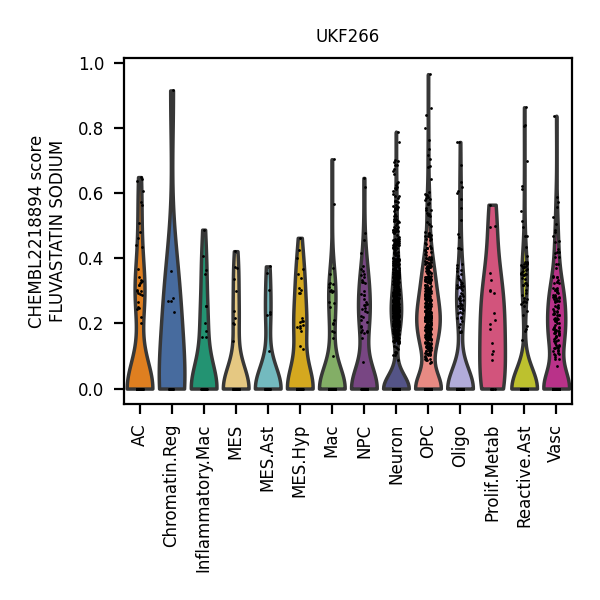 UKF266
CHEMBL2218894 score
FLUVASTATIN SODIUM
1.0
0.8
0.6
0.4
0.2
0.0
AC
Chromatin.Reg
Inflammatory.Mac
MES
MES.Ast
MES.Hyp
Mac
NPC
Neuron
OPC
Oligo
Prolif.Metab
Reactive.Ast
Vasc